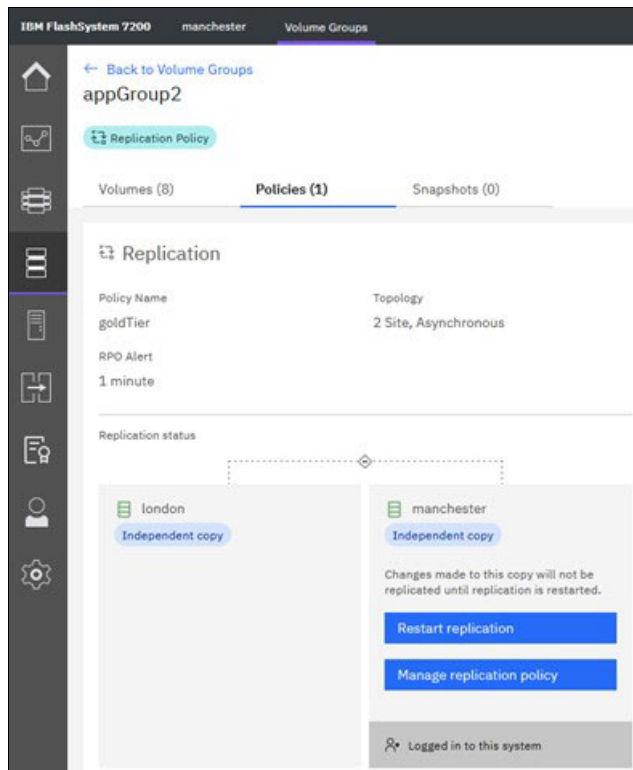 IBM FlashSystem 7200 manchester Volume Groups
← Back to Volume Groups
appGroup2
Replication Policy
Volumes (8) Policies (1) Snapshots (0)
Replication
Policy Name Topology
goldTier 2 Site, Asynchronous
RPO Alert
1 minute
Replication status
london manchester
Independent copy Independent copy
Changes made to this copy will not be
replicated until replication is restarted.
Restart replication
Manage replication policy
Logged in to this system